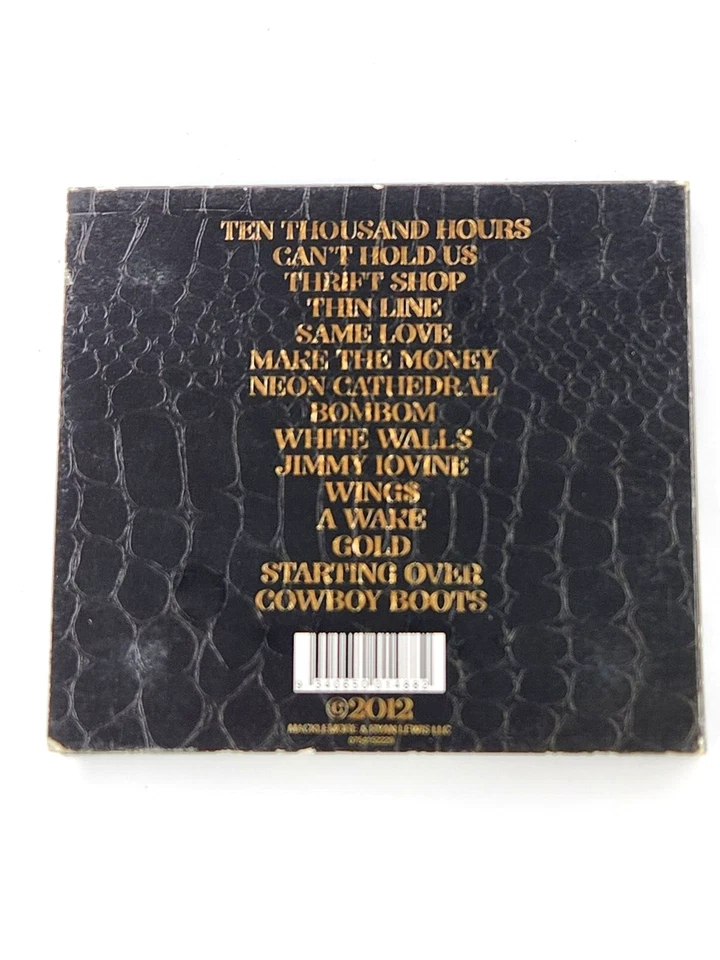 TEN THOUSAND HOURS
CAN'T HOLD US
THRIFT SHOP
THIN LINE
SAME LOVE
MAKE THE MONEY
NEON CATHEDRAL
BOMBOM
WHITE WALLS
JIMMY IOVINE
WING$
A WAKE
GOLD
STARTING OVER
COWBOY BOOTS
©2012
MACKLEMORE & RYAN LEWIS LLC